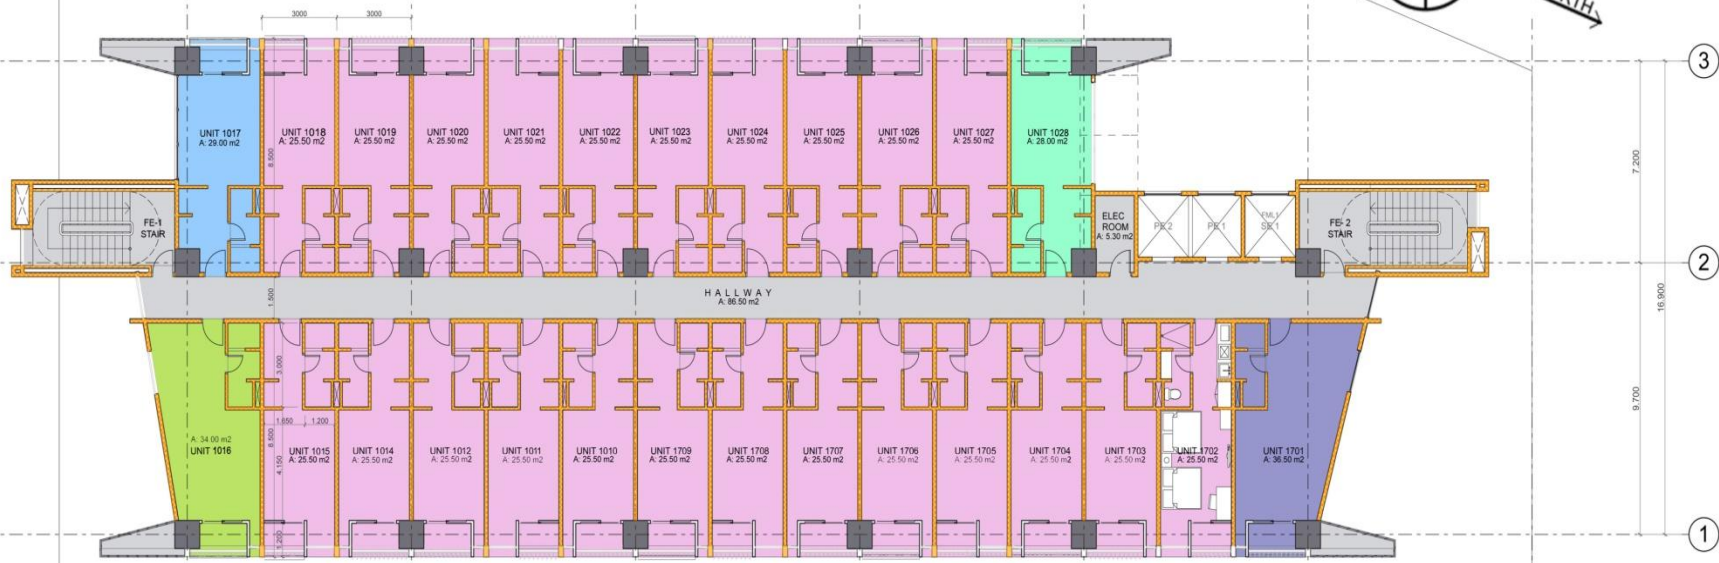 3000
3000
3
UNIT 1017
A: 29.00 m2
UNIT 1018
A: 25.50 m2
UNIT 1019
A: 25.50 m2
UNIT 1020
A: 25.50 m2
UNIT 1021
A: 25.50 m2
UNIT 1022
A: 25.50 m2
UNIT 1023
A: 25.50 m2
UNIT 1024
A: 25.50 m2
UNIT 1025
A: 25.50 m2
UNIT 1026
A: 25.50 m2
UNIT 1027
A: 25.50 m2
UNIT 1028
A: 28.00 m2
8.500
7.200
FE-1
STAIR
ELEC
ROOM
A: 5.30 m2
PE 2
PE 1
FML1
SE 1
FE- 2
STAIR
2
HALLWAY
A: 86.50 m2
1.500
16.900
3.000
9.700
1.650
1.200
8.500
4.150
A: 34.00 m2
UNIT 1016
UNIT 1015
A: 25.50 m2
UNIT 1014
A: 25.50 m2
UNIT 1012
A: 25.50 m2
UNIT 1011
A: 25.50 m2
UNIT 1010
A: 25.50 m2
UNIT 1709
A: 25.50 m2
UNIT 1708
A: 25.50 m2
UNIT 1707
A: 25.50 m2
UNIT 1706
A: 25.50 m2
UNIT 1705
A: 25.50 m2
UNIT 1704
A: 25.50 m2
UNIT 1703
A: 25.50 m2
UNIT 1702
A: 25.50 m2
UNIT 1701
A: 36.50 m2
1.200
1